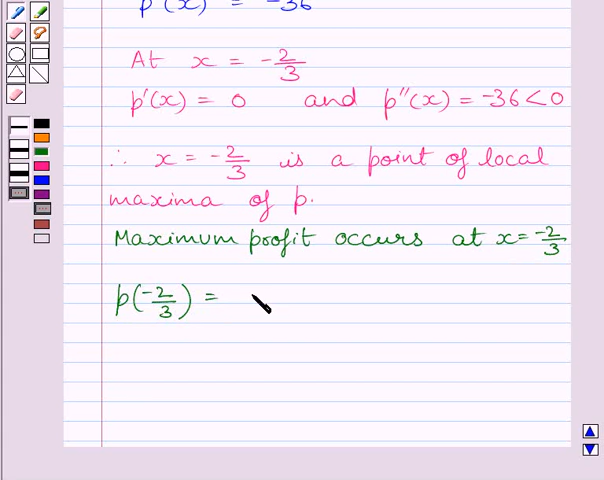 p″(x) = -36
At x = -2/3
p′(x) = 0 and p″(x) = -36 < 0
∴ x = -2/3 is a point of local
maxima of p.
Maximum profit occurs at x = -2/3
p(-2/3) =